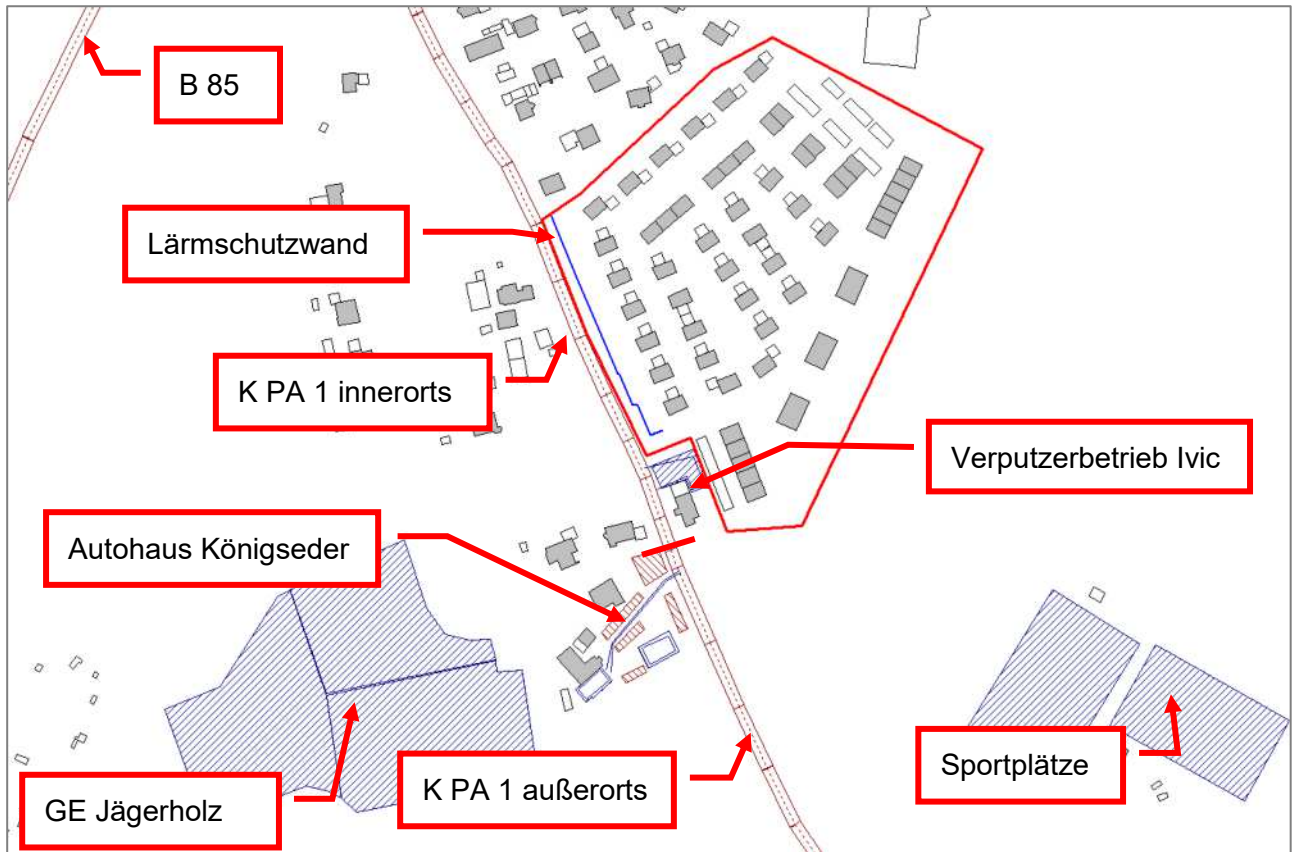 B 85
Lärmschutzwand
K PA 1 innerorts
Verputzerbetrieb Ivic
Autohaus Königseder
Sportplätze
K PA 1 außerorts
GE Jägerholz